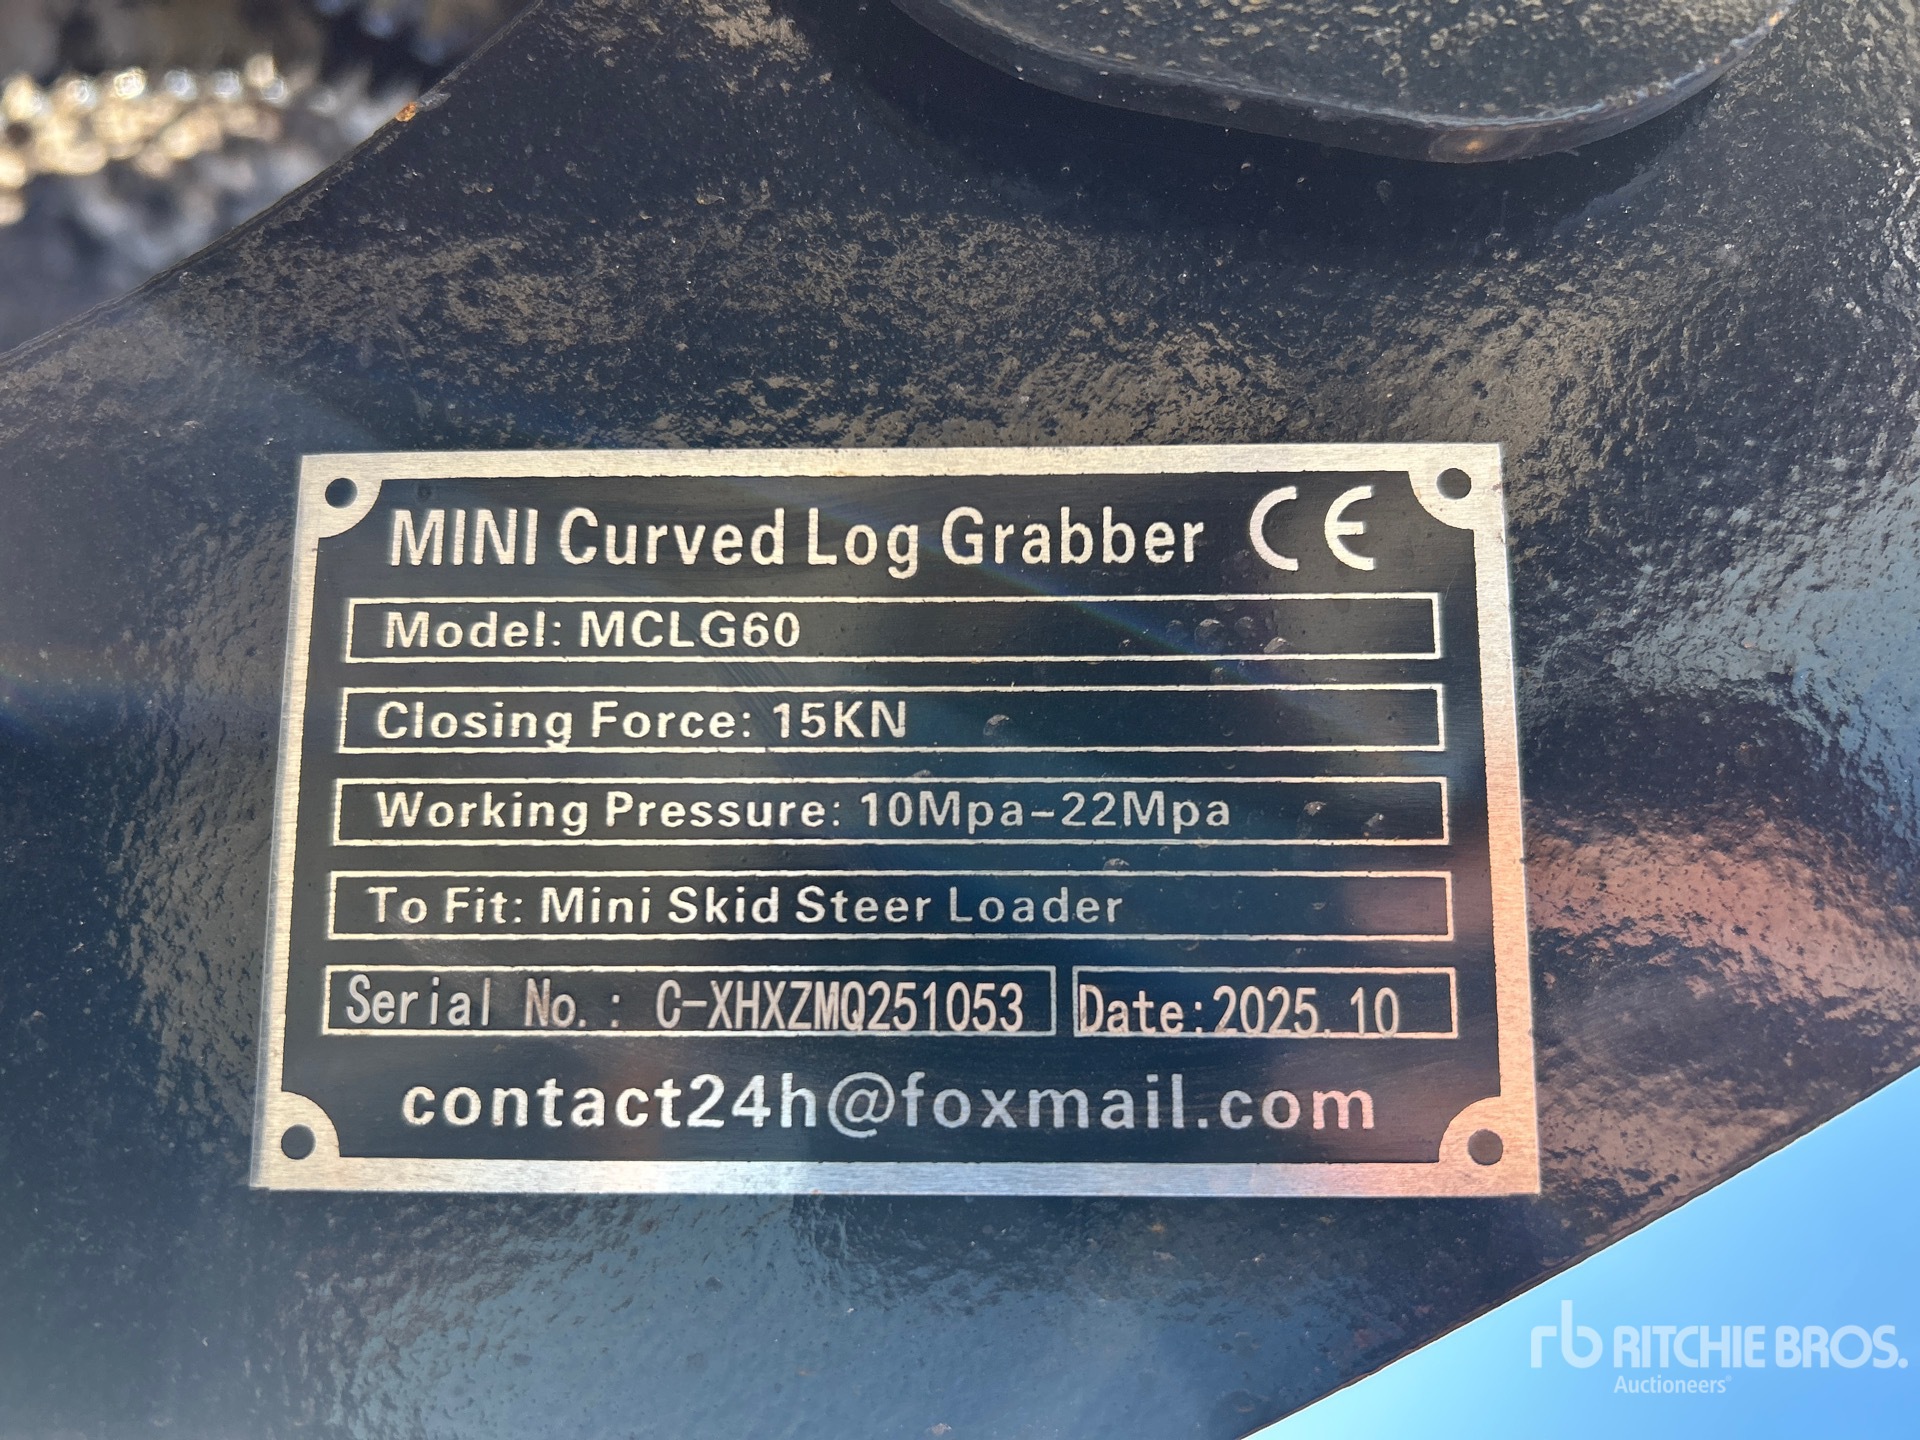 MINI Curved Log Grabber CE
Model: MCLG60
Closing Force: 15KN
Working Pressure: 10Mpa-22Mpa
To Fit: Mini Skid Steer Loader
Serial No.: C-XHXZMQ251053 Date:2025.10
contact24h@foxmail.com
rb RITCHIE BROS.
Auctioneers